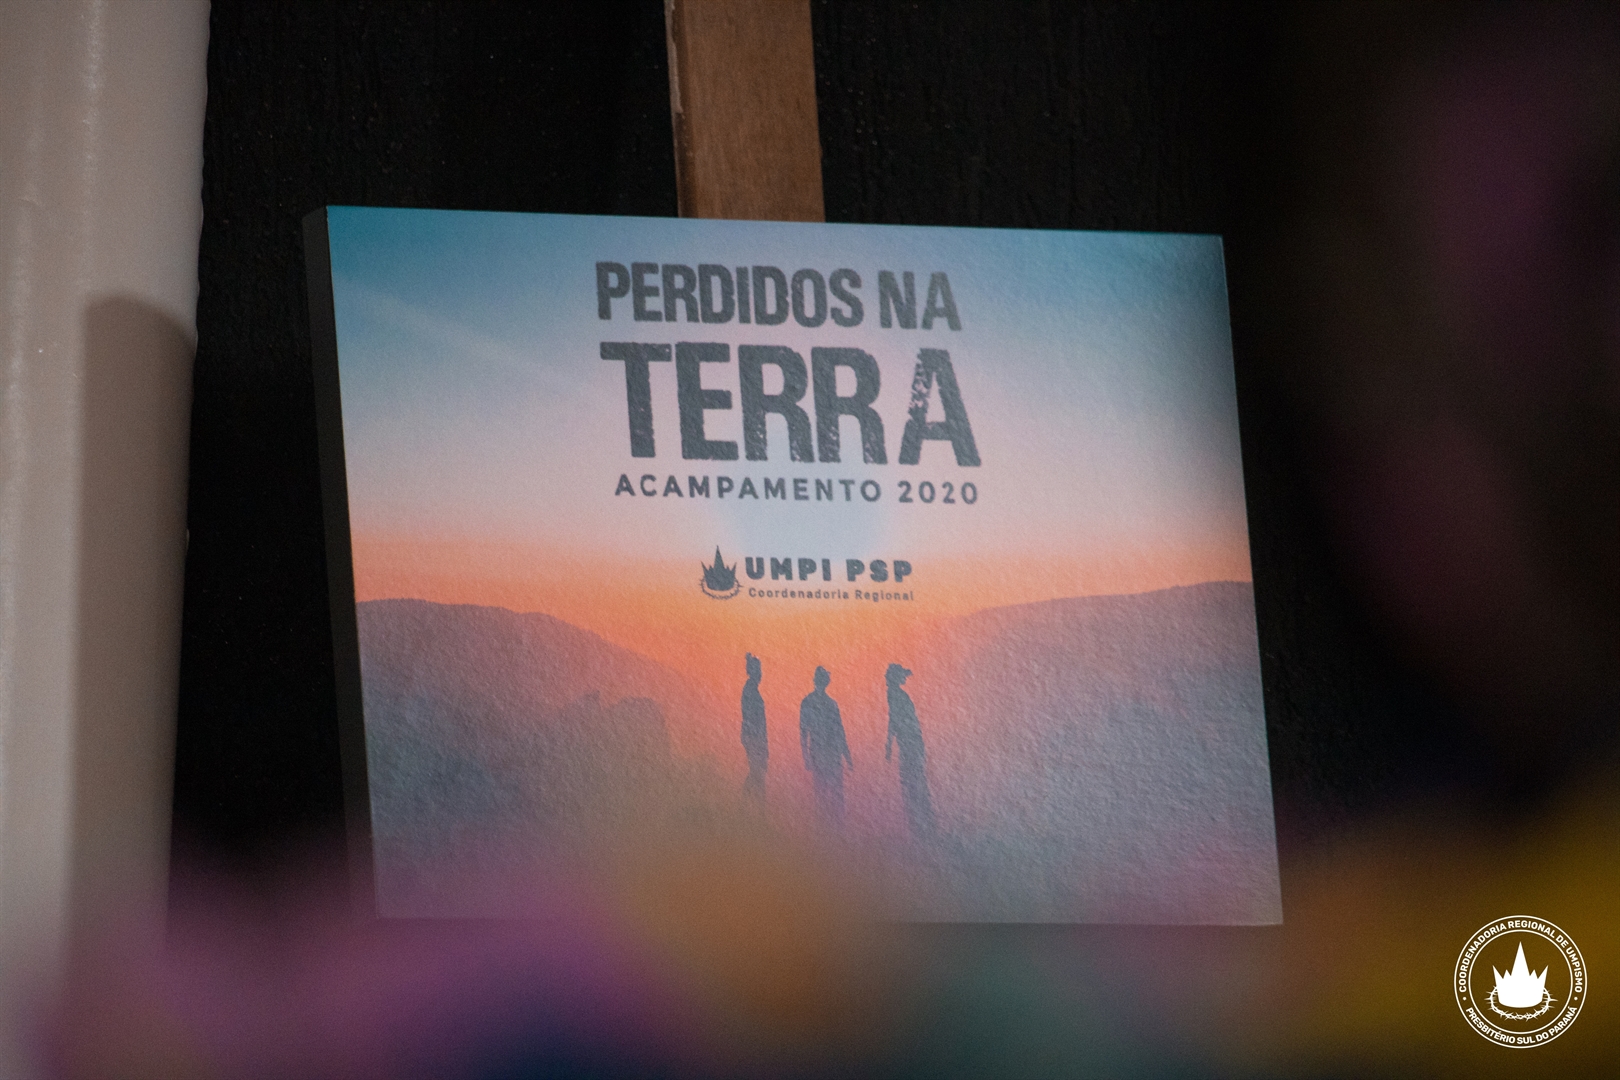 PERDIDOS NA
TERRA
ACAMPAMENTO 2020
UMPI PSP
Coordenadoria Regional
COORDENADORIA REGIONAL DE UMPISMO
PRESBITÉRIO SUL DO PARANÁ